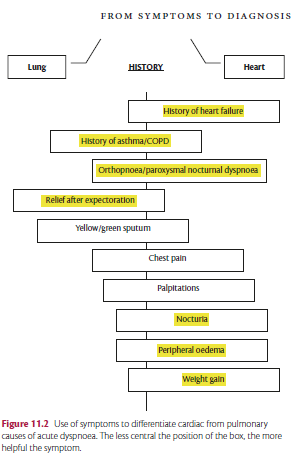 FROM SYMPTOMS TO DIAGNOSIS
Lung
HISTORY
Heart
History of heart failure
History of asthma/COPD
Orthopnoea/paroxysmal nocturnal dyspnoea
Relief after expectoration
Yellow/green sputum
Chest pain
Palpitations
Nocturia
Peripheral oedema
Weight gain
Figure 11.2 Use of symptoms to differentiate cardiac from pulmonary
causes of acute dyspnoea. The less central the position of the box, the more
helpful the symptom.